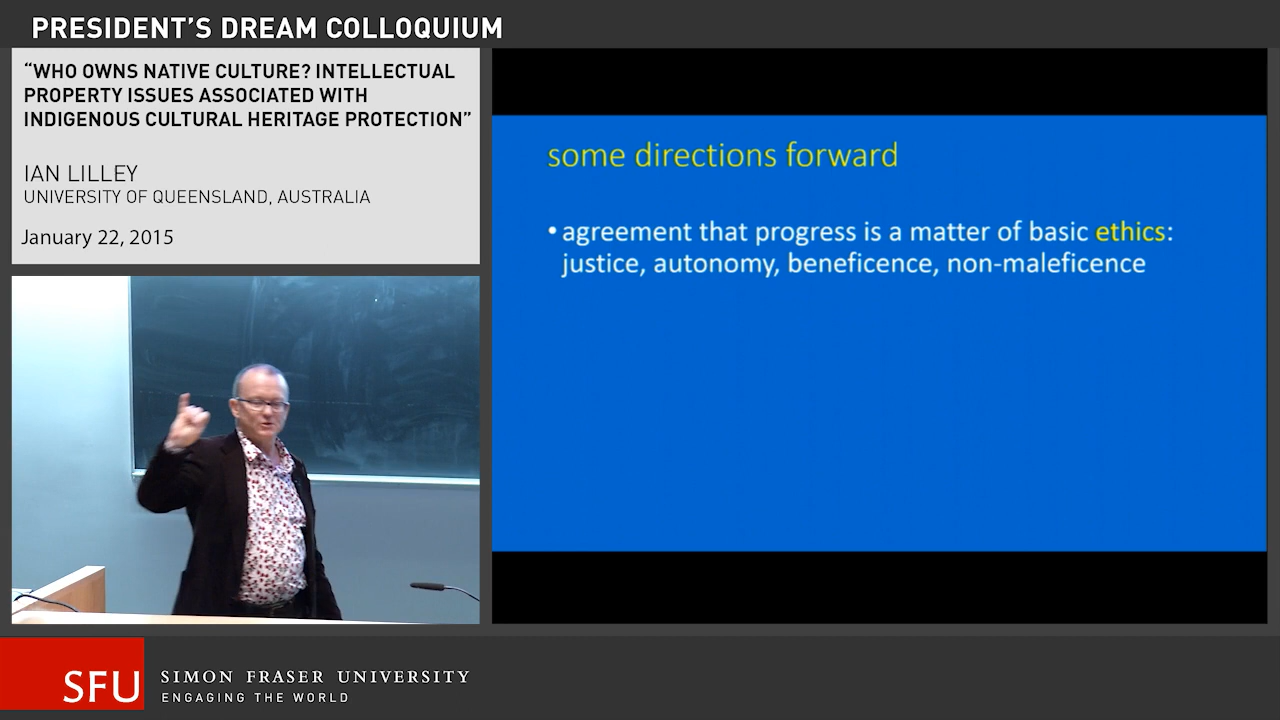 PRESIDENT'S DREAM COLLOQUIUM
“WHO OWNS NATIVE CULTURE? INTELLECTUAL
PROPERTY ISSUES ASSOCIATED WITH
INDIGENOUS CULTURAL HERITAGE PROTECTION”
IAN LILLEY
UNIVERSITY OF QUEENSLAND, AUSTRALIA
January 22, 2015
some directions forward
• agreement that progress is a matter of basic ethics:
justice, autonomy, beneficence, non-maleficence
SFU
SIMON FRASER UNIVERSITY
ENGAGING THE WORLD